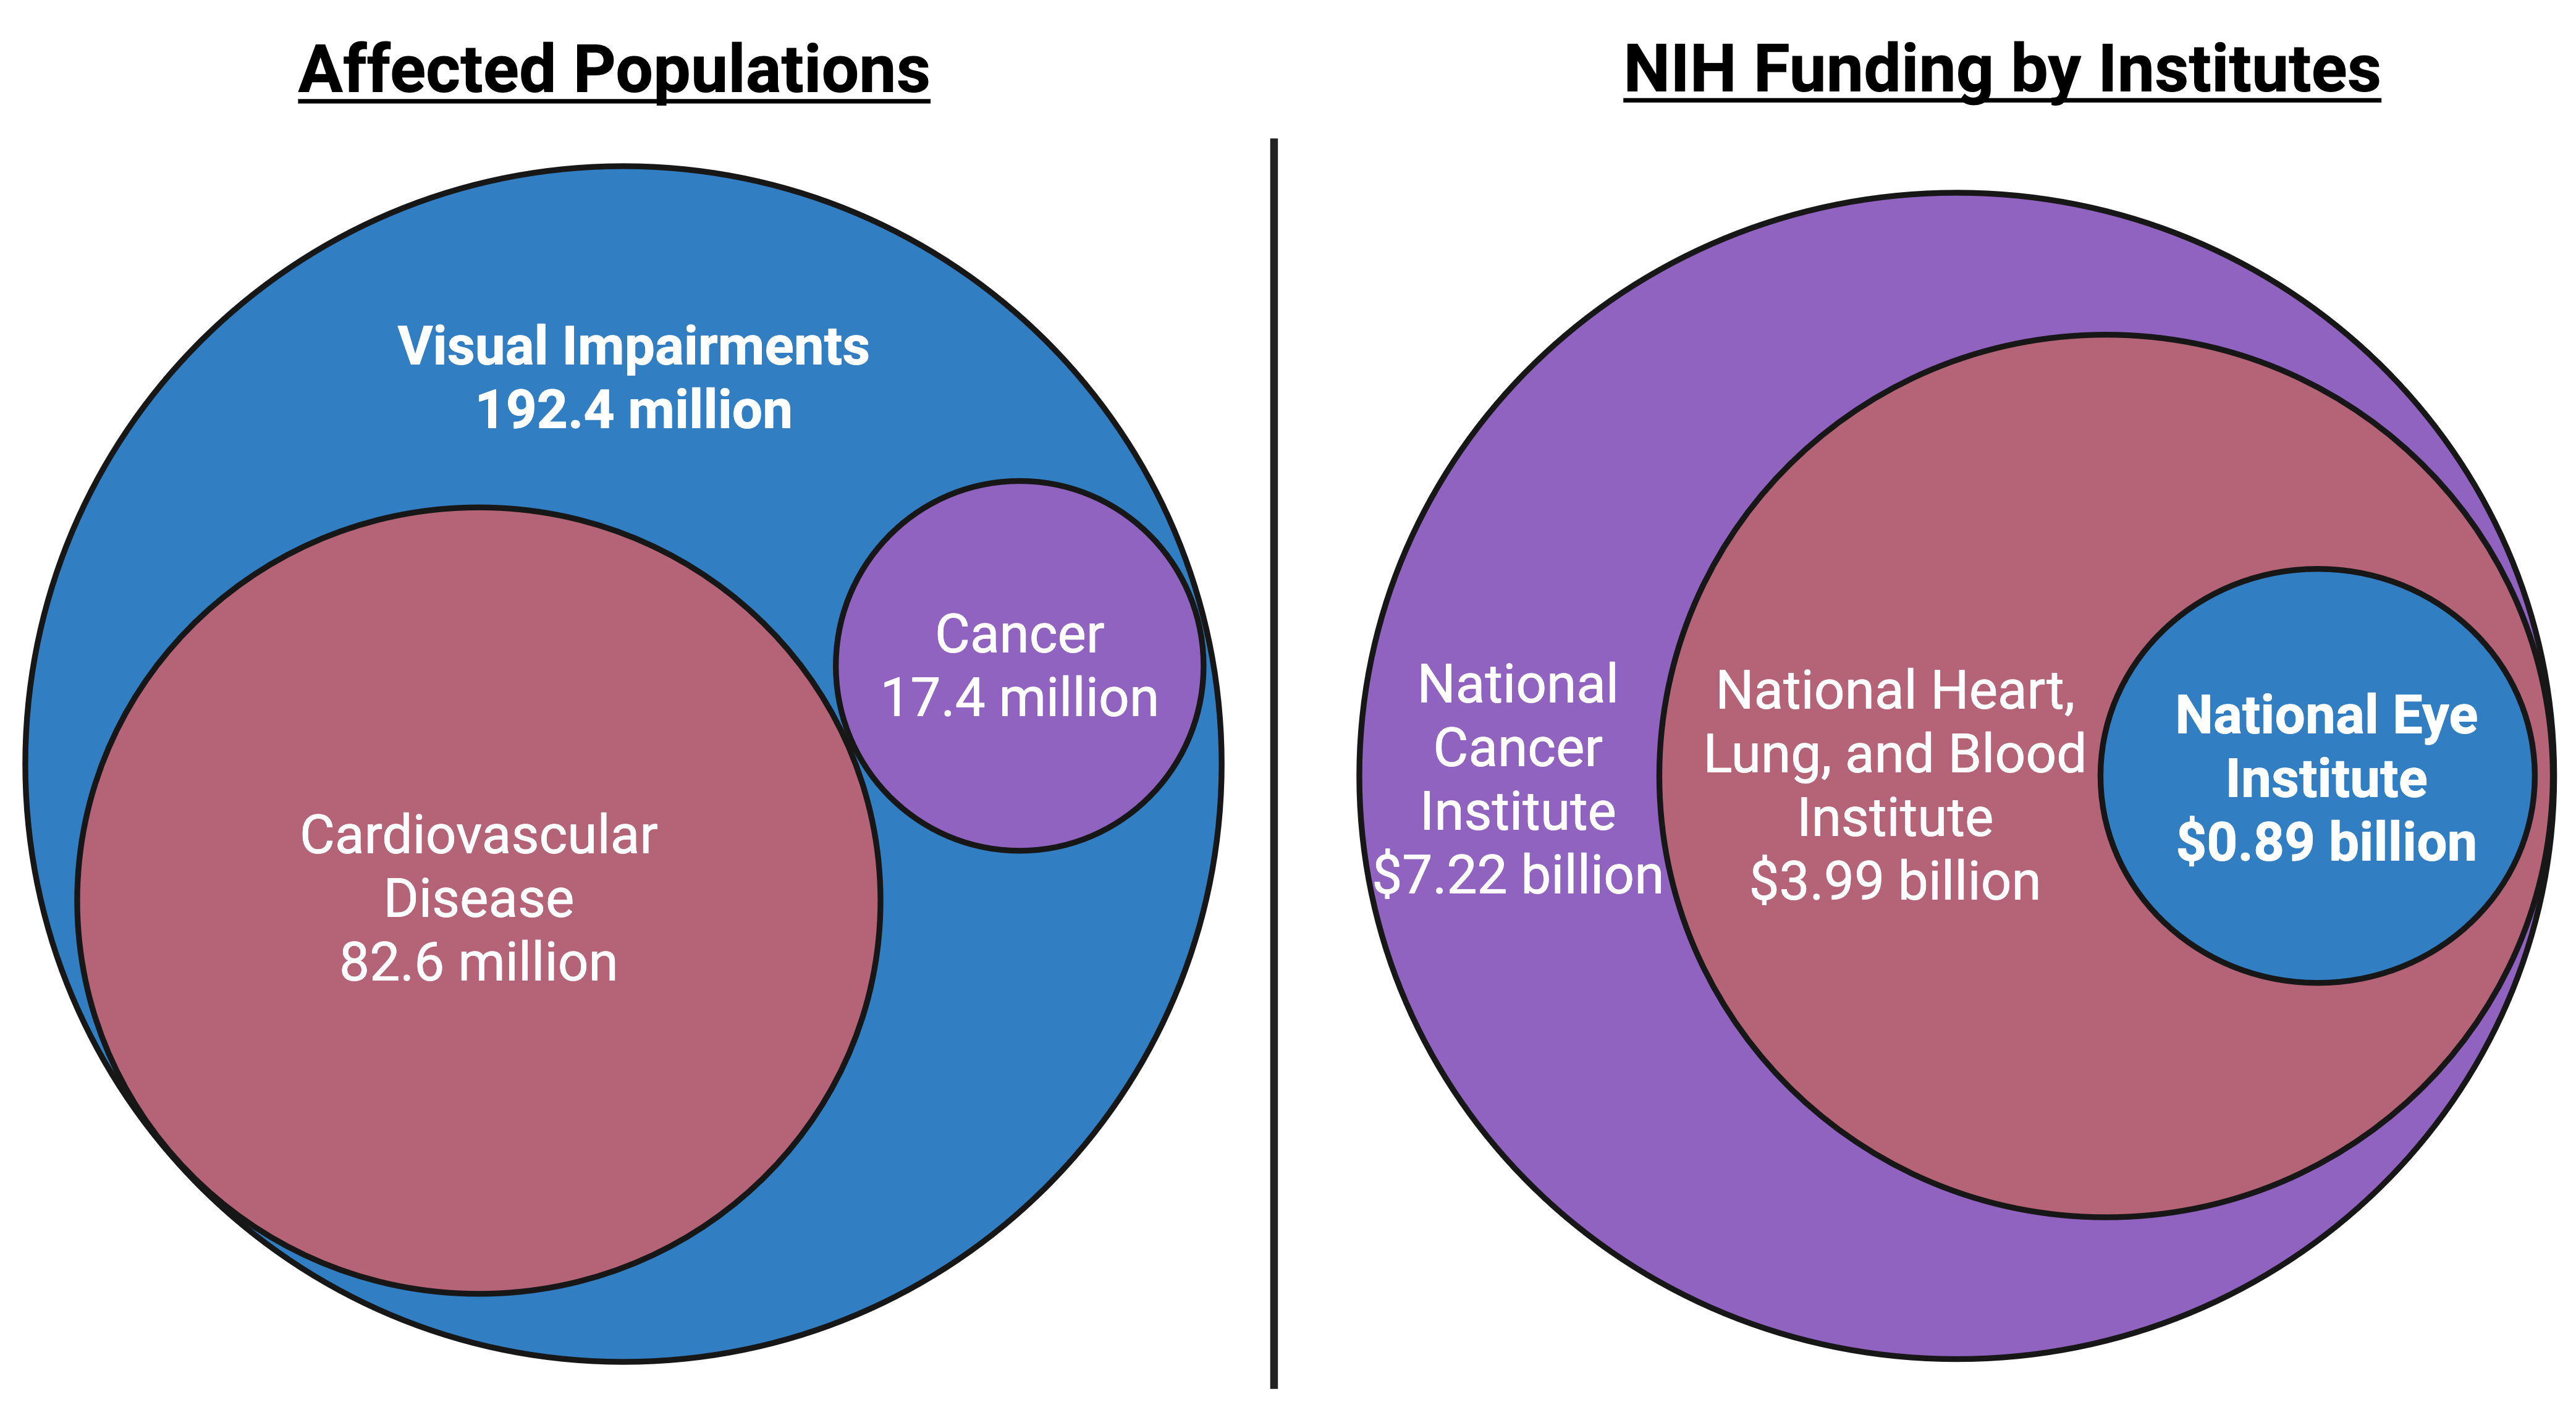 Affected Populations
Visual Impairments
192.4 million
Cancer
17.4 million
Cardiovascular
Disease
82.6 million
NIH Funding by Institutes
National
Cancer
Institute
$7.22 billion
National Heart,
Lung, and Blood
Institute
$3.99 billion
National Eye
Institute
$0.89 billion